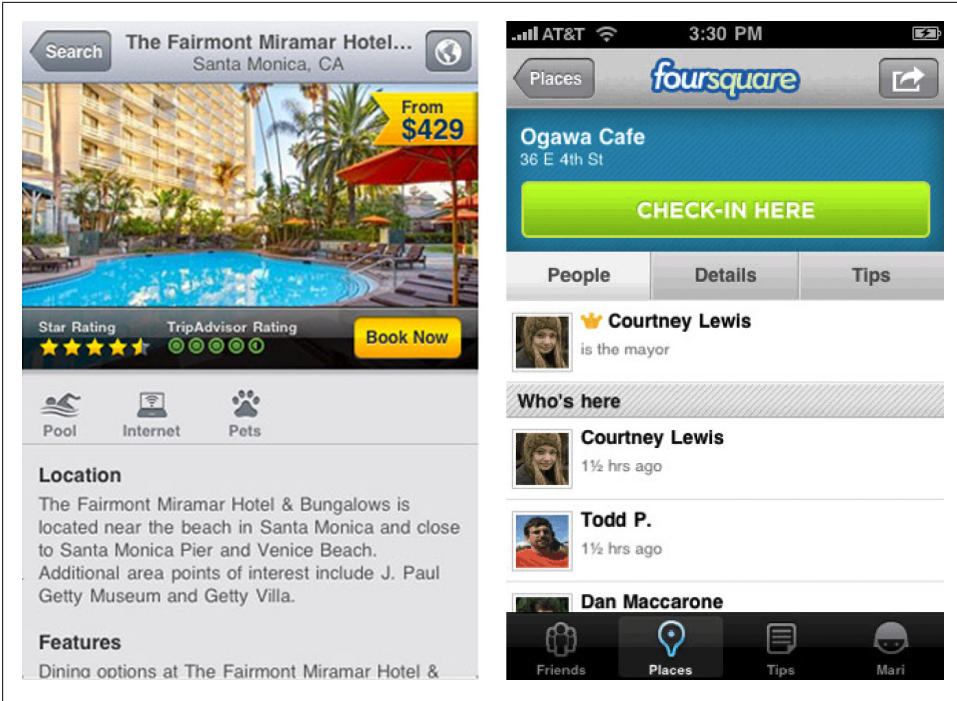 Search
The Fairmont Miramar Hotel...
Santa Monica, CA
From
$429
Star Rating
TripAdvisor Rating
Book Now
Pool
Internet
Pets
Location
The Fairmont Miramar Hotel & Bungalows is
located near the beach in Santa Monica and close
to Santa Monica Pier and Venice Beach.
Additional area points of interest include J. Paul
Getty Museum and Getty Villa.
Features
Dining options at The Fairmont Miramar Hotel &
AT&T 3:30 PM
Places
foursquare
Ogawa Cafe
36 E 4th St
CHECK-IN HERE
People Details Tips
Courtney Lewis
is the mayor
Who's here
Courtney Lewis
1½ hrs ago
Todd P.
1½ hrs ago
Dan Maccarone
Friends Places Tips Mari